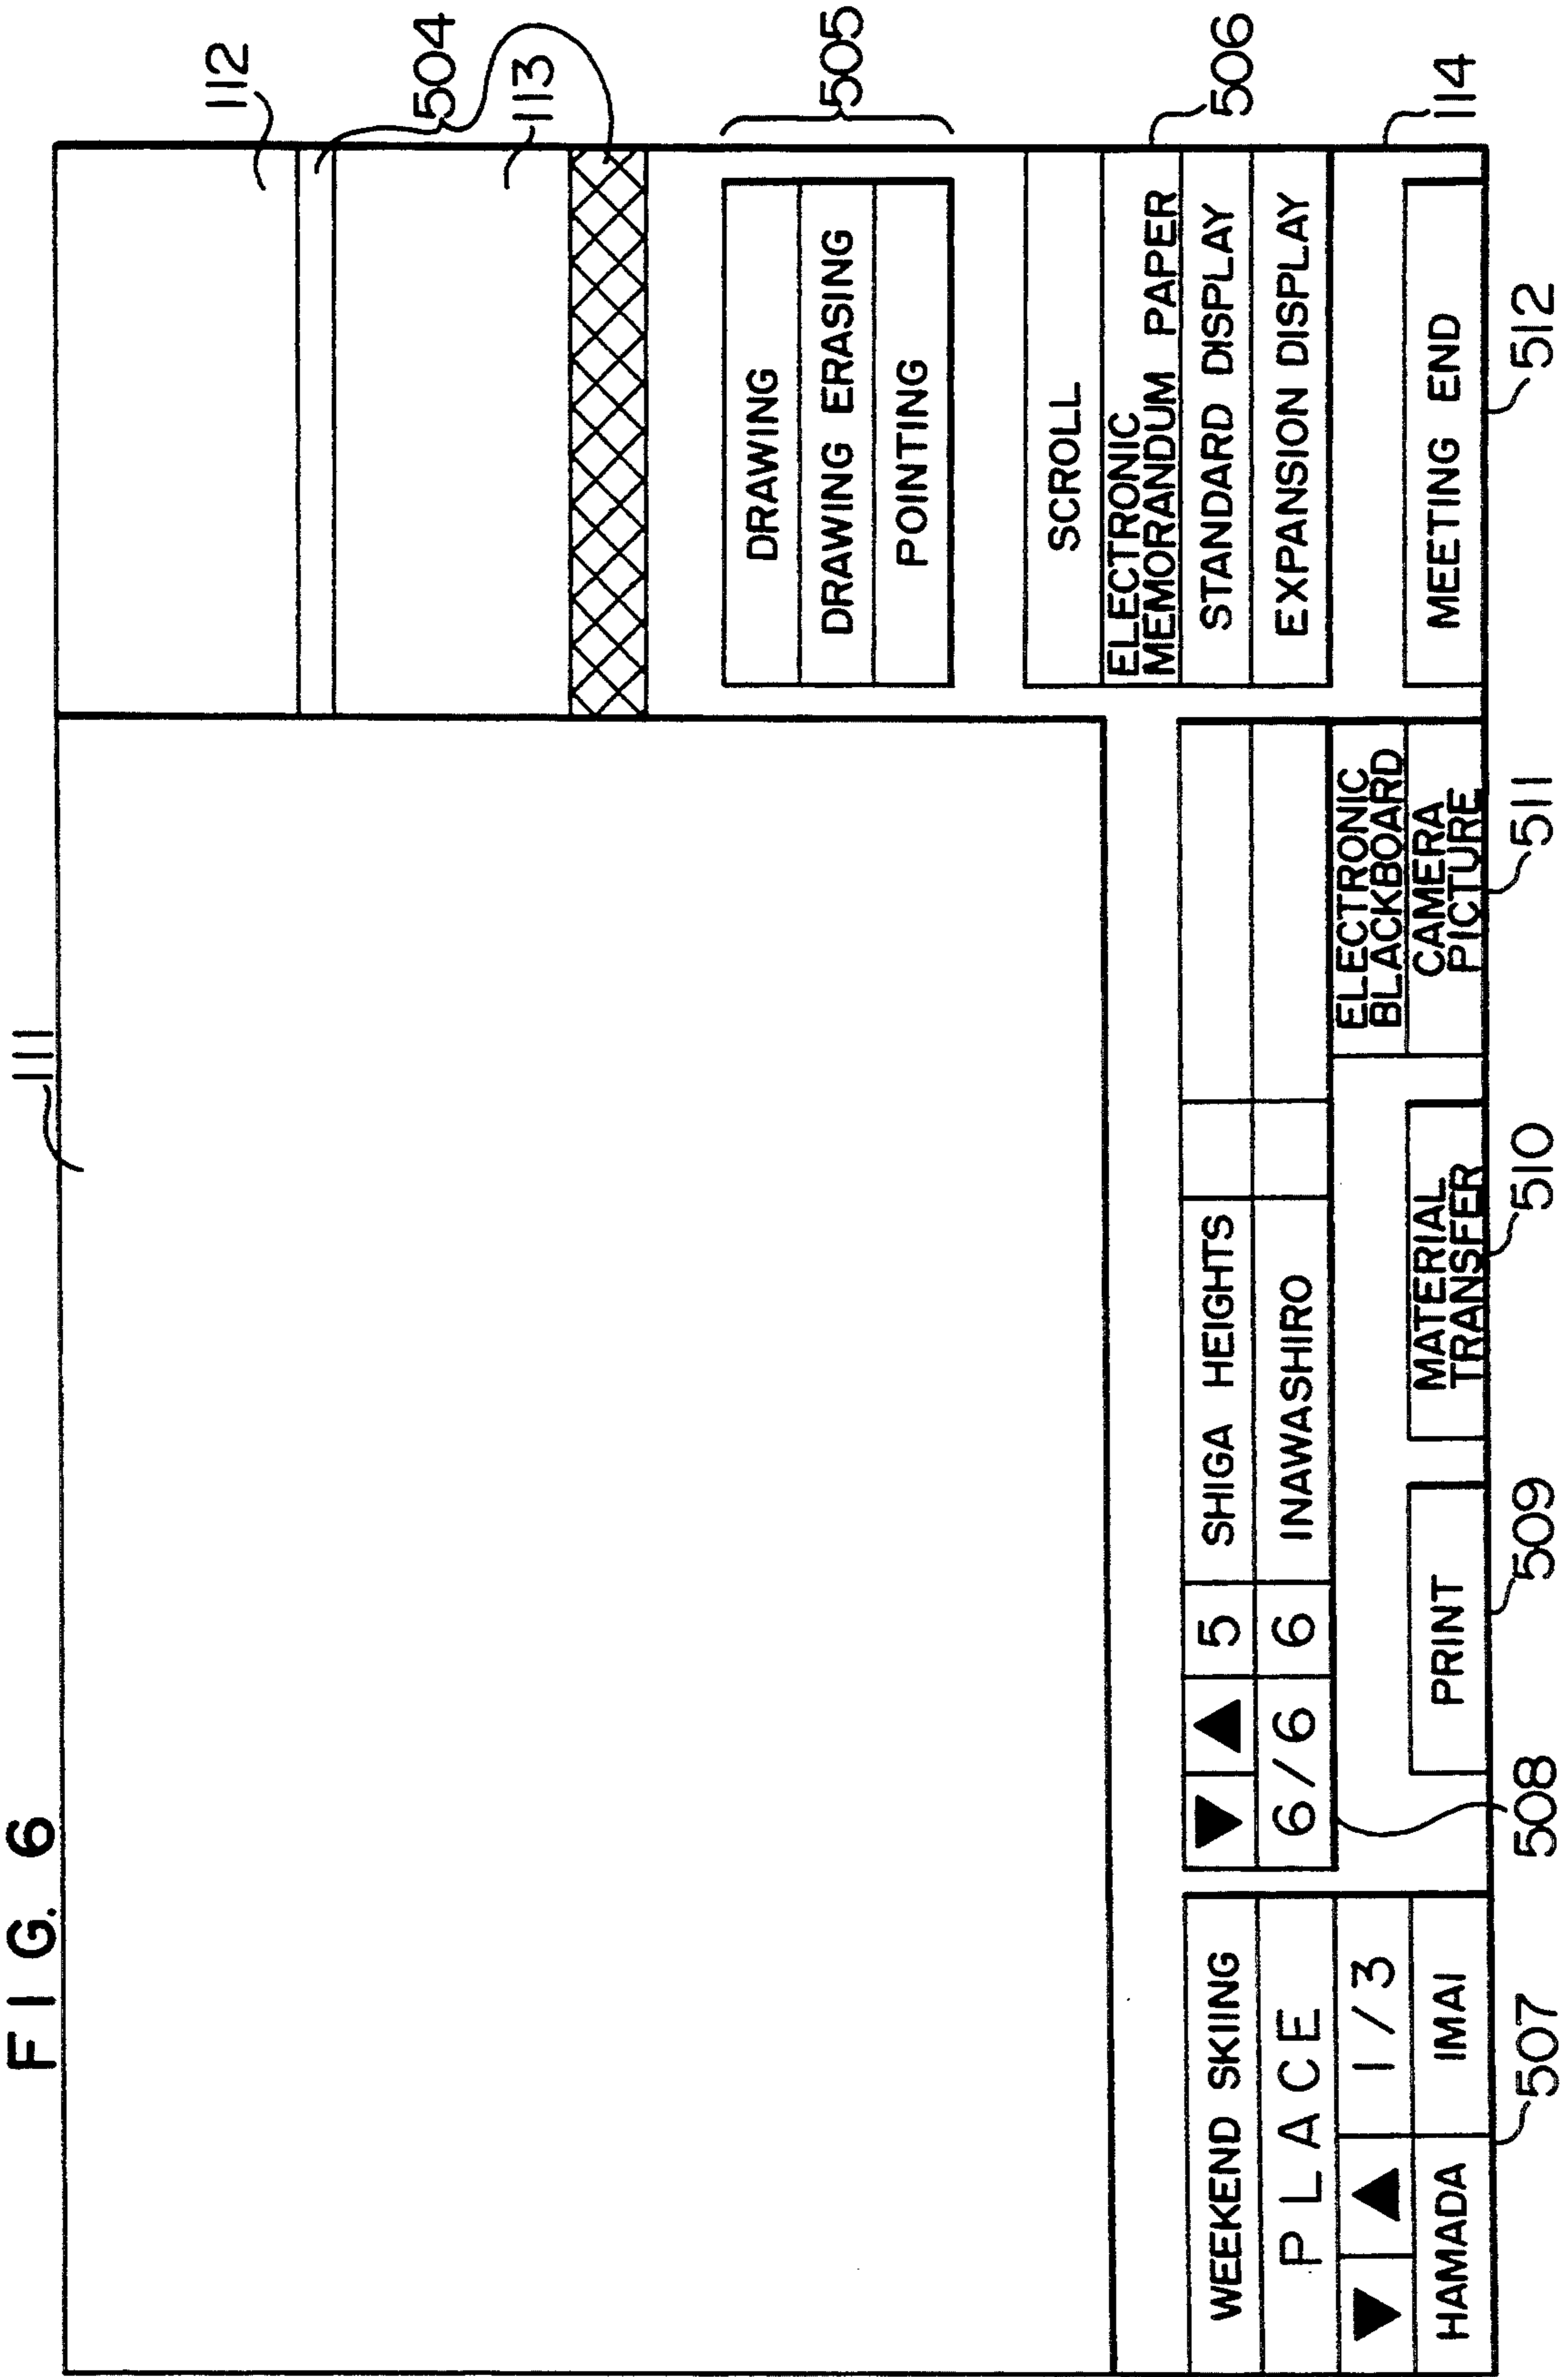 FIG. 6
111
112
504
113
505
DRAWING
DRAWING ERASING
POINTING
SCROLL
ELECTRONIC
MEMORANDUM PAPER
STANDARD DISPLAY
EXPANSION DISPLAY
506
114
MEETING END
WEEKEND SKIING
PLACE
▼ ▲ 1/3
HAMADA IMAI
▼ ▲ 5 SHIGA HEIGHTS
6/6 6 INAWASHIRO
PRINT
MATERIAL
TRANSFER
ELECTRONIC
BLACKBOARD
CAMERA
PICTURE
507
508
509
510
511
512